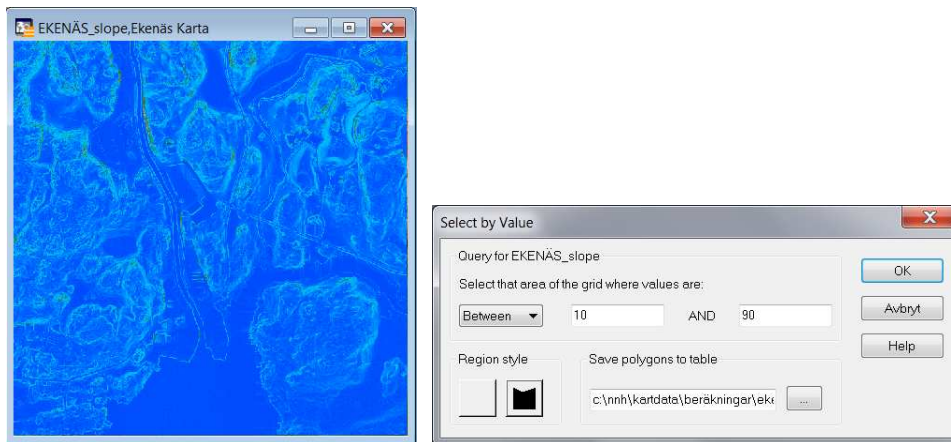 EKENÄS_slope,Ekenäs Karta
Select by Value
Query for EKENÄS_slope
Select that area of the grid where values are:
Between 10 AND 90
OK
Avbryt
Help
Region style
Save polygons to table
c:\nnh\kartdata\beräkningar\eke
...